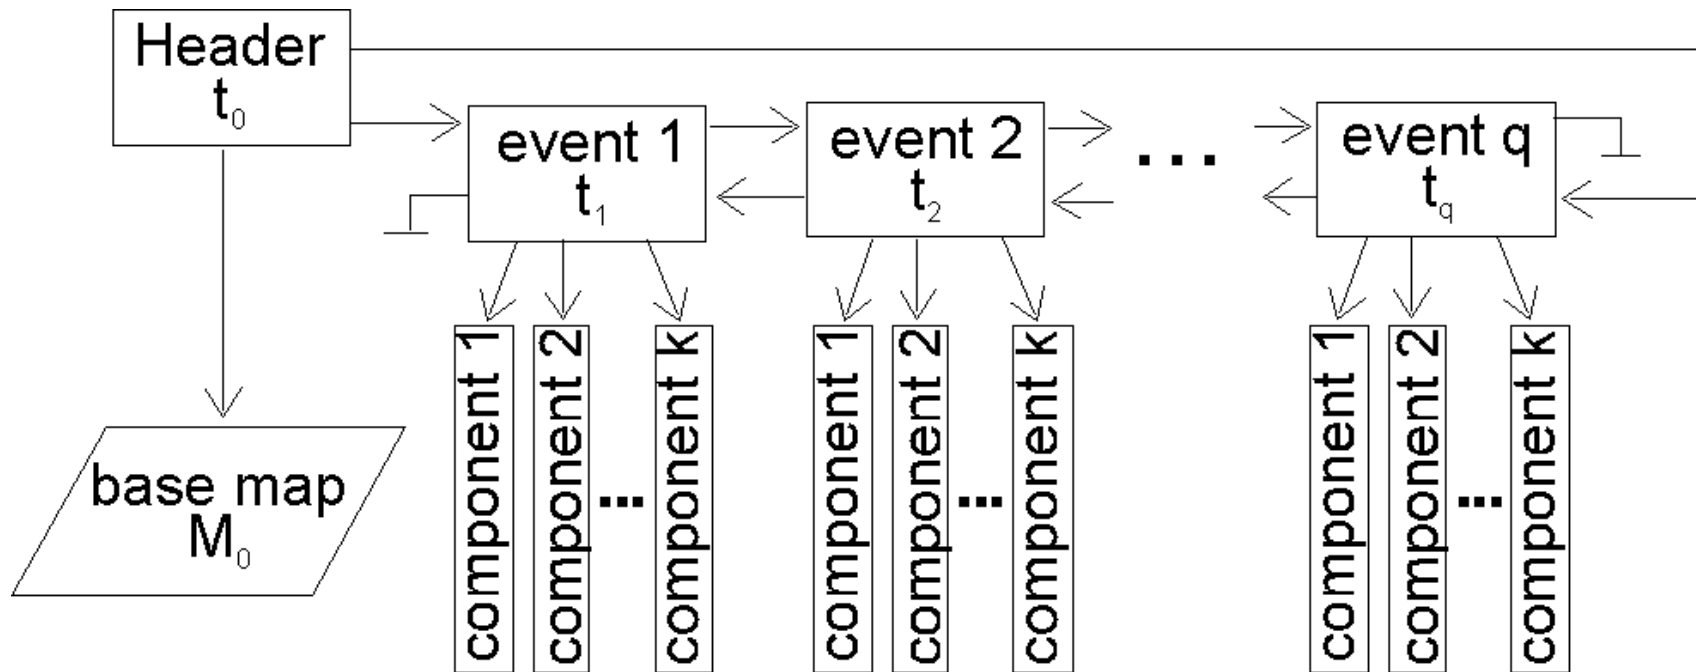 Header
t₀
event 1
t₁
event 2
t₂
...
event q
t_q
base map
M₀
component 1
component 2
...
component k
component 1
component 2
...
component k
component 1
component 2
...
component k